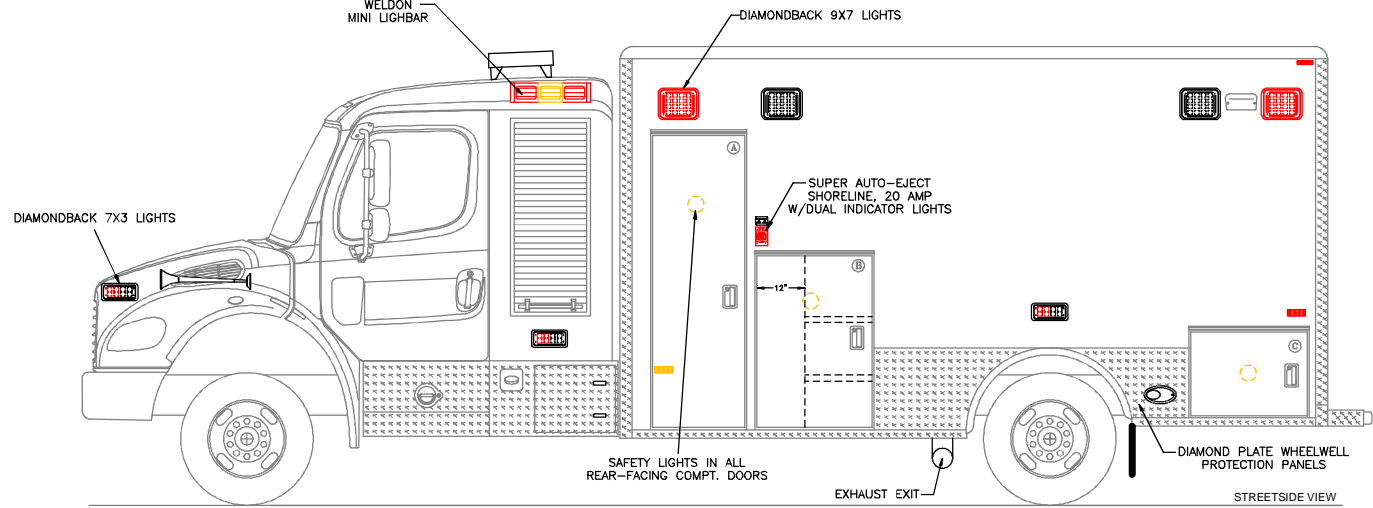 WELDON
MINI LIGHBAR
DIAMONDBACK 9X7 LIGHTS
A
SUPER AUTO-EJECT
SHORELINE, 20 AMP
W/DUAL INDICATOR LIGHTS
DIAMONDBACK 7X3 LIGHTS
B
12"
C
SAFETY LIGHTS IN ALL
REAR-FACING COMPT. DOORS
EXHAUST EXIT
DIAMOND PLATE WHEELWELL
PROTECTION PANELS
STREETSIDE VIEW